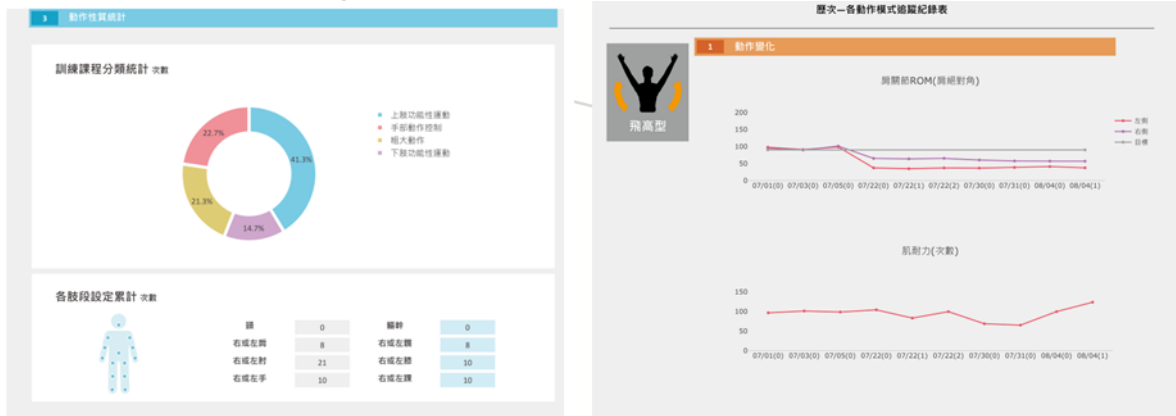 3 動作性質統計
訓練課程分類統計 次數
22.7%
41.3%
21.3%
14.7%
上肢功能性運動
手部動作控制
粗大動作
下肢功能性運動
各肢段設定累計 次數
頭 0 軀幹 0
右或左肩 8 右或左髖 8
右或左肘 21 右或左膝 10
右或左手 10 右或左踝 10
歷次—各動作模式追蹤紀錄表
飛高型
1 動作變化
肩關節ROM(肩絕對角)
200
150
100
50
0
07/01(0) 07/03(0) 07/05(0) 07/22(0) 07/22(1) 07/22(2) 07/30(0) 07/31(0) 08/04(0) 08/04(1)
左側
右側
目標
肌耐力(次數)
150
100
50
0
07/01(0) 07/03(0) 07/05(0) 07/22(0) 07/22(1) 07/22(2) 07/30(0) 07/31(0) 08/04(0) 08/04(1)